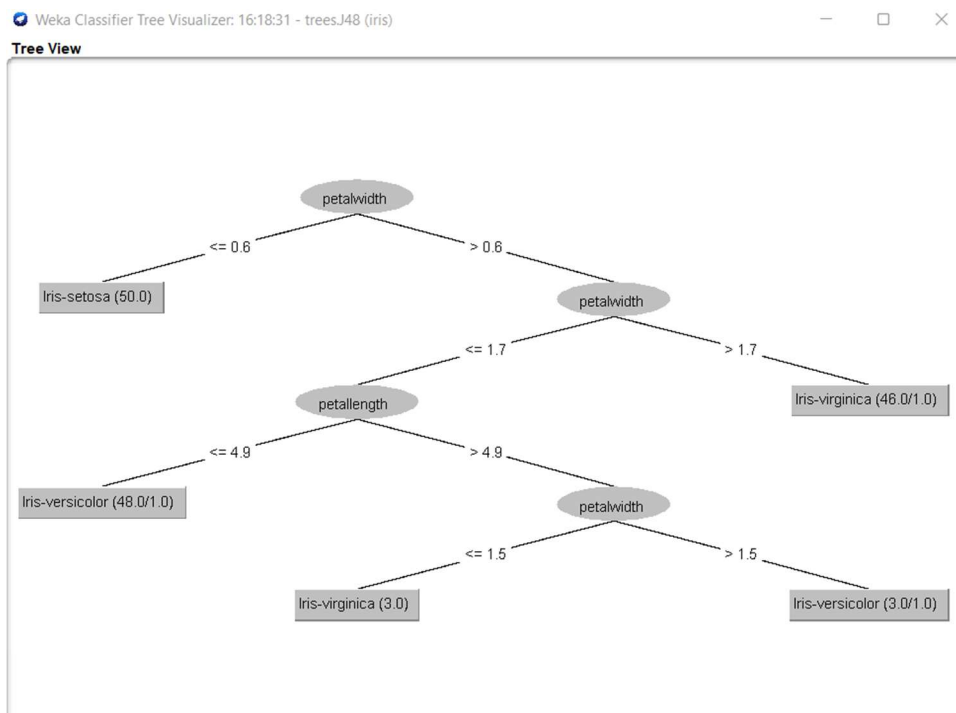 Weka Classifier Tree Visualizer: 16:18:31 - trees.J48 (iris)
Tree View
petalwidth
<= 0.6
> 0.6
Iris-setosa (50.0)
petalwidth
<= 1.7
> 1.7
petallength
Iris-virginica (46.0/1.0)
<= 4.9
> 4.9
Iris-versicolor (48.0/1.0)
petalwidth
<= 1.5
> 1.5
Iris-virginica (3.0)
Iris-versicolor (3.0/1.0)